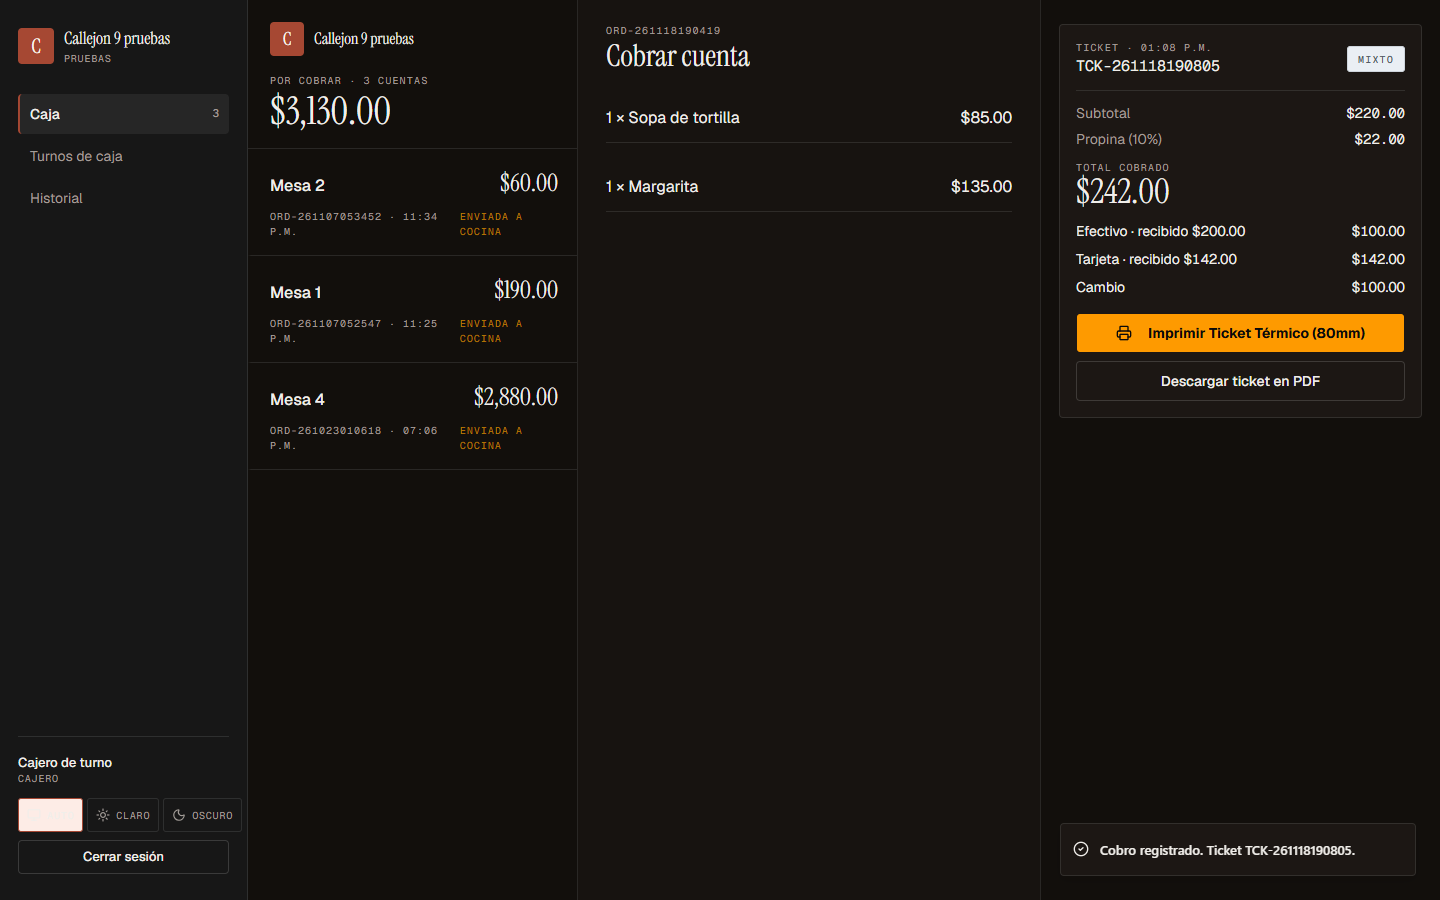 C
Callejon 9 pruebas
PRUEBAS
Caja 3
Turnos de caja
Historial
Cajero de turno
CAJERO
CLARO
OSCURO
Cerrar sesión
C
Callejon 9 pruebas
POR COBRAR · 3 CUENTAS
$3,130.00
Mesa 2 $60.00
ORD-261107053452 · 11:34 P.M.
ENVIADA A COCINA
Mesa 1 $190.00
ORD-261107052547 · 11:25 P.M.
ENVIADA A COCINA
Mesa 4 $2,880.00
ORD-261023010618 · 07:06 P.M.
ENVIADA A COCINA
ORD-261118190419
Cobrar cuenta
1 × Sopa de tortilla $85.00
1 × Margarita $135.00
TICKET · 01:08 P.M.
TCK-261118190805
MIXTO
Subtotal $220.00
Propina (10%) $22.00
TOTAL COBRADO
$242.00
Efectivo · recibido $200.00 $100.00
Tarjeta · recibido $142.00 $142.00
Cambio $100.00
Imprimir Ticket Térmico (80mm)
Descargar ticket en PDF
Cobro registrado. Ticket TCK-261118190805.